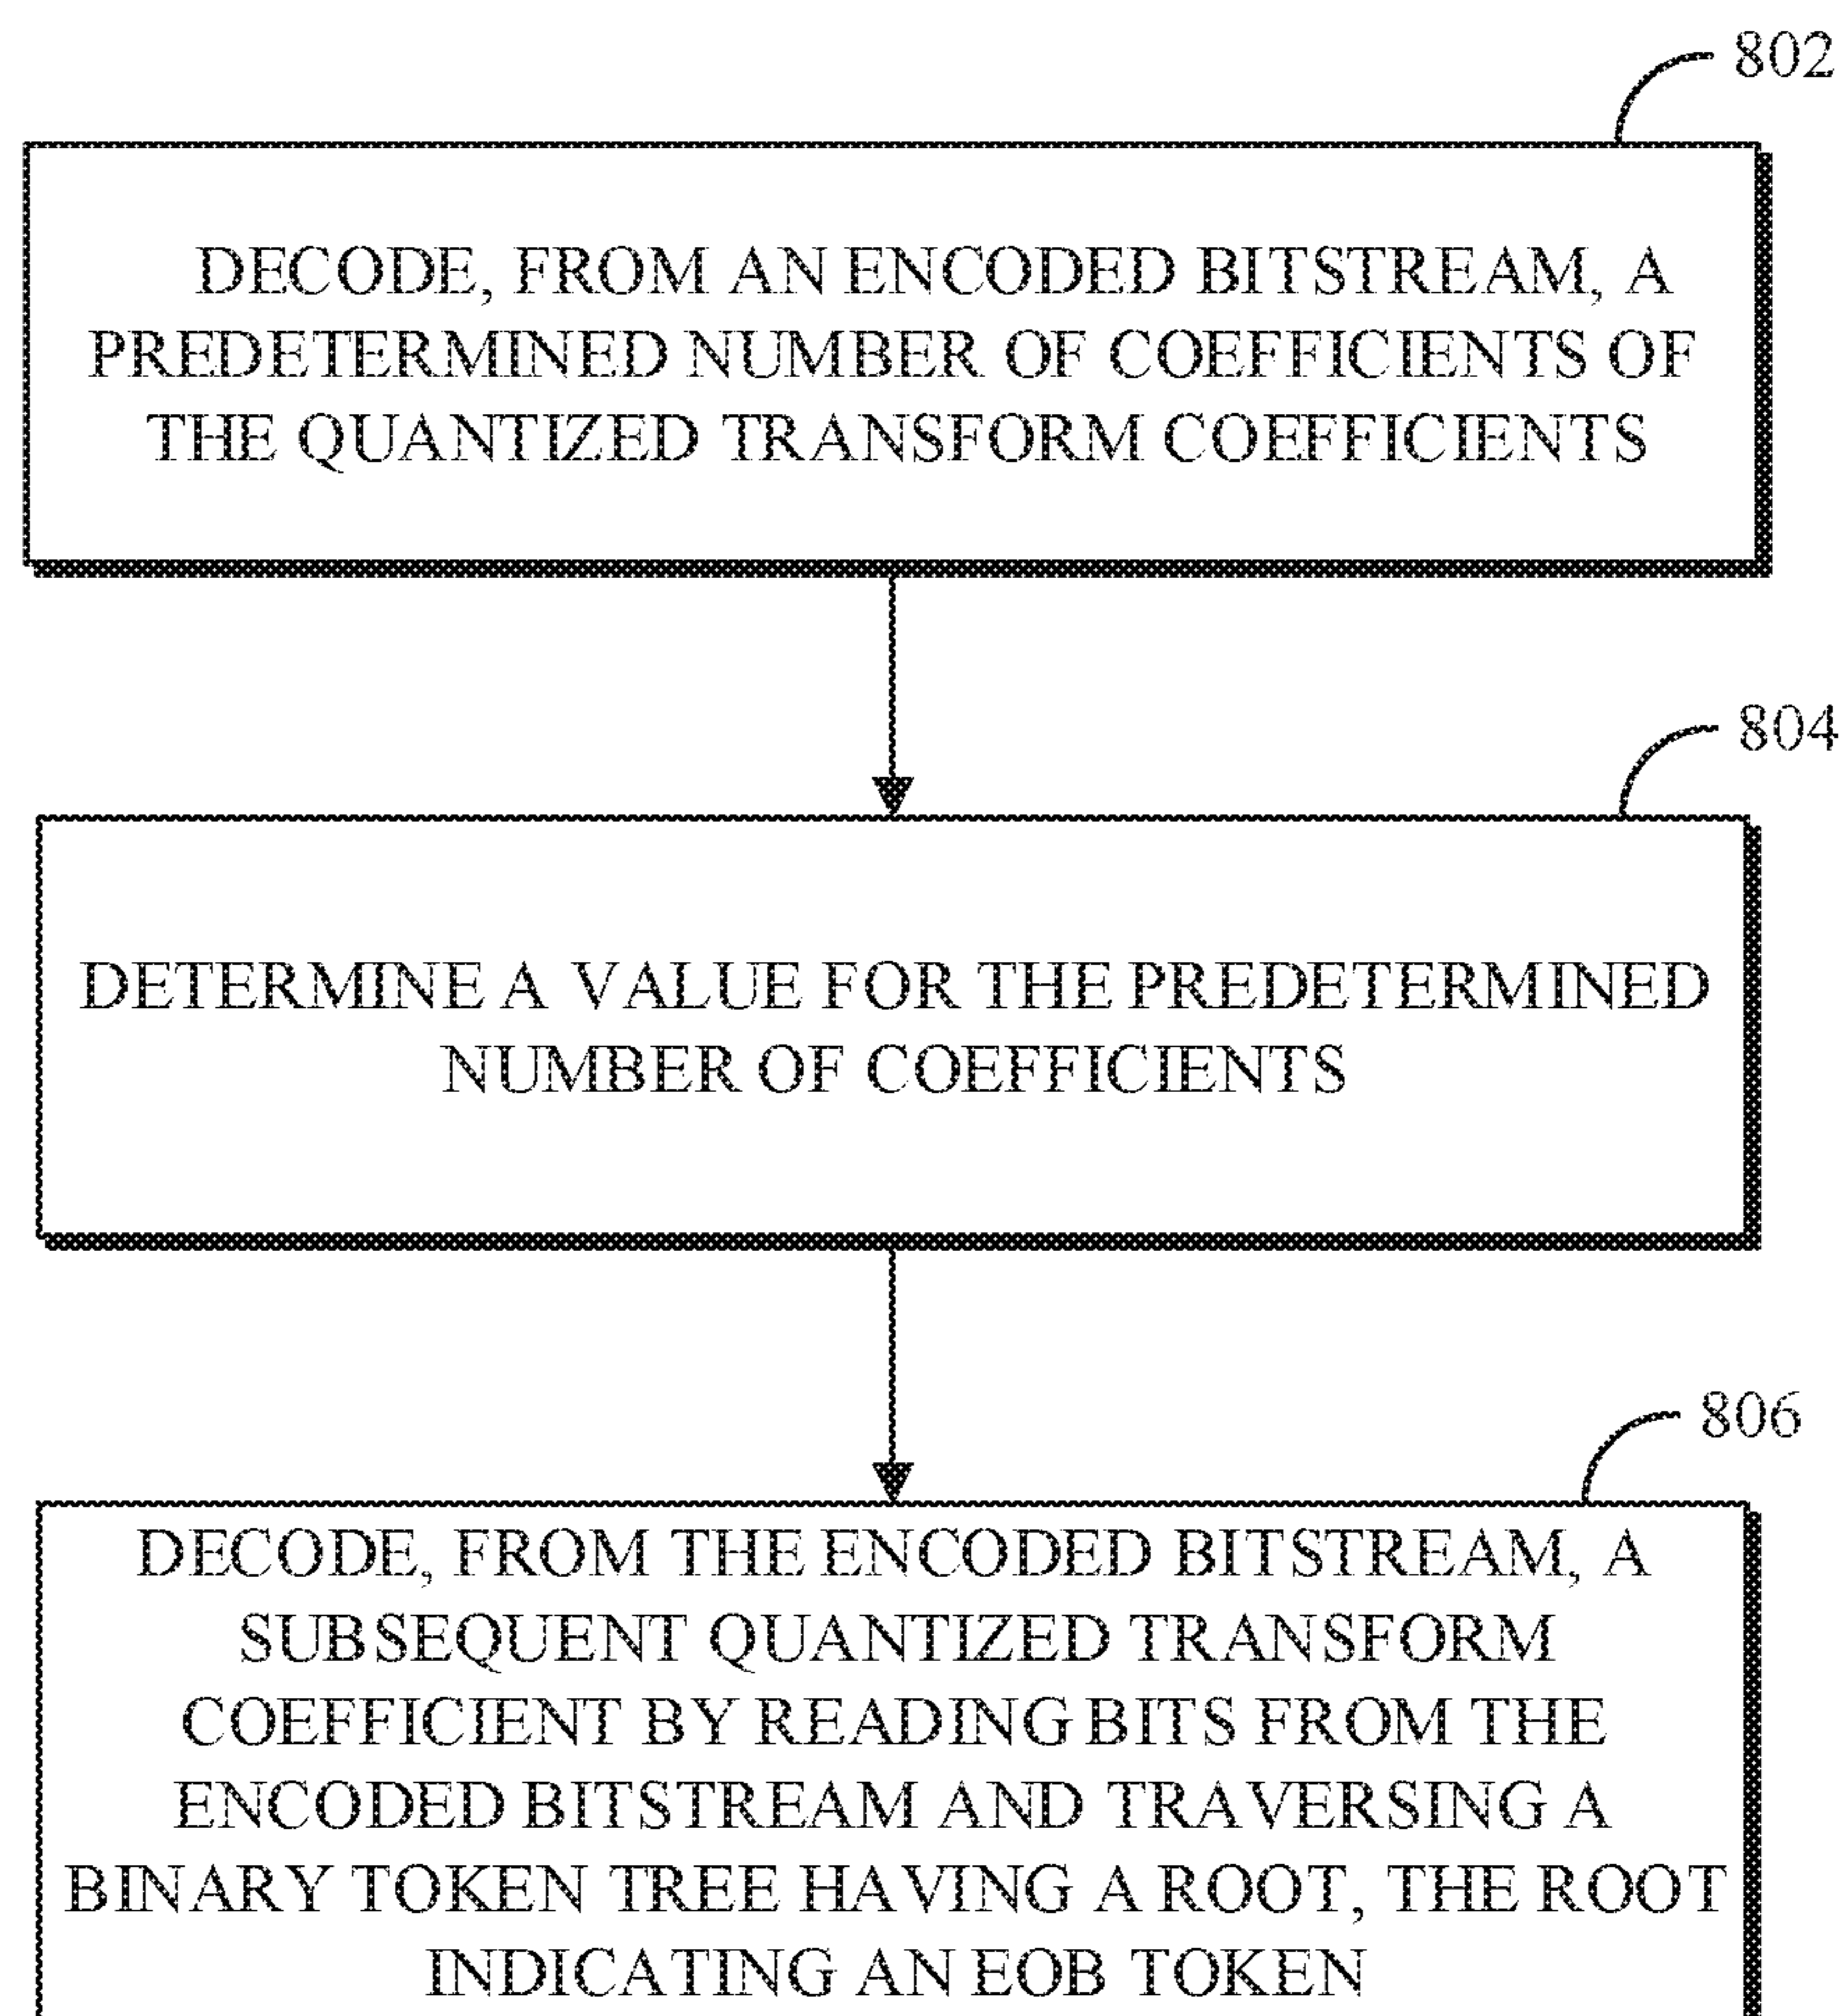 802
DECODE, FROM AN ENCODED BITSTREAM, A
PREDETERMINED NUMBER OF COEFFICIENTS OF
THE QUANTIZED TRANSFORM COEFFICIENTS
804
DETERMINE A VALUE FOR THE PREDETERMINED
NUMBER OF COEFFICIENTS
806
DECODE, FROM THE ENCODED BITSTREAM, A
SUBSEQUENT QUANTIZED TRANSFORM
COEFFICIENT BY READING BITS FROM THE
ENCODED BITSTREAM AND TRAVERSING A
BINARY TOKEN TREE HAVING A ROOT, THE ROOT
INDICATING AN EOB TOKEN